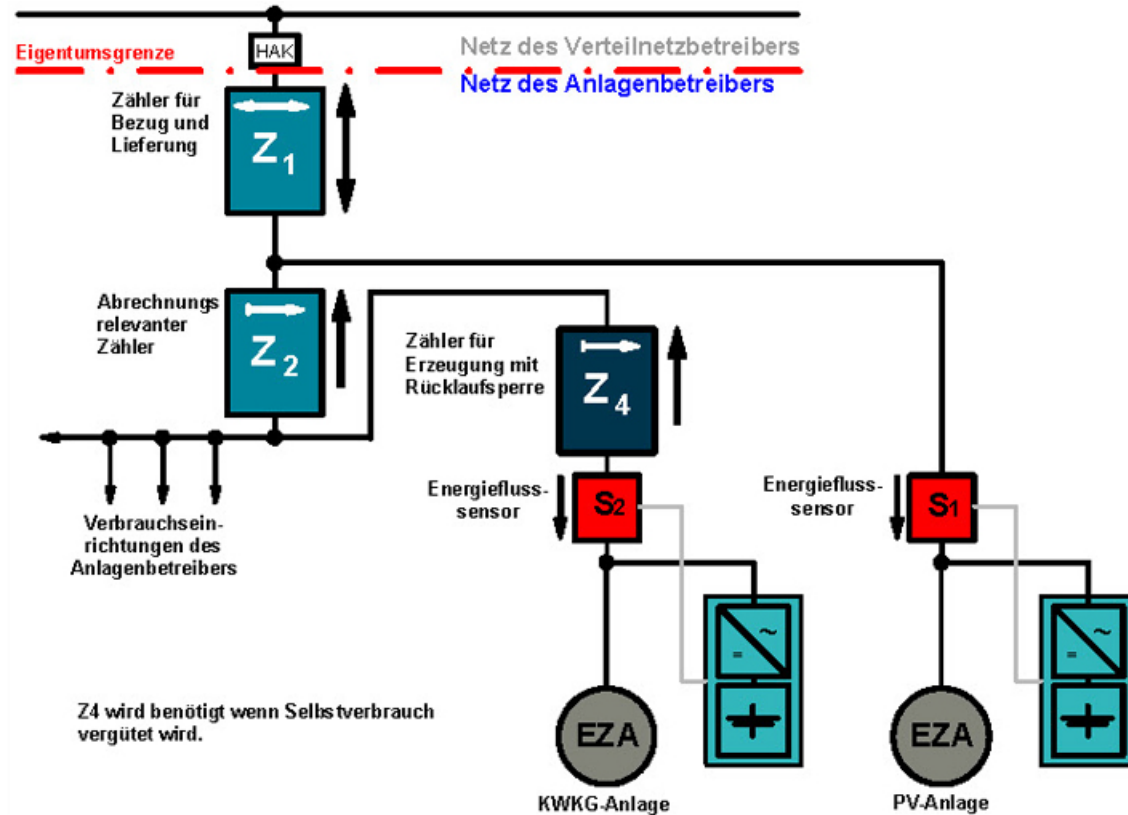 Eigentumsgrenze
HAK
Netz des Verteilnetzbetreibers
Netz des Anlagenbetreibers
Zähler für
Bezug und
Lieferung
Z1
Abrechnungs
relevanter
Zähler
Z2
Zähler für
Erzeugung mit
Rücklaufsperre
Z4
Energiefluss-
sensor
S2
Energiefluss-
sensor
S1
Verbrauchsein-
richtungen des
Anlagenbetreibers
~
=
~
=
Z4 wird benötigt wenn Selbstverbrauch
vergütet wird.
EZA
EZA
KWKG-Anlage
PV-Anlage